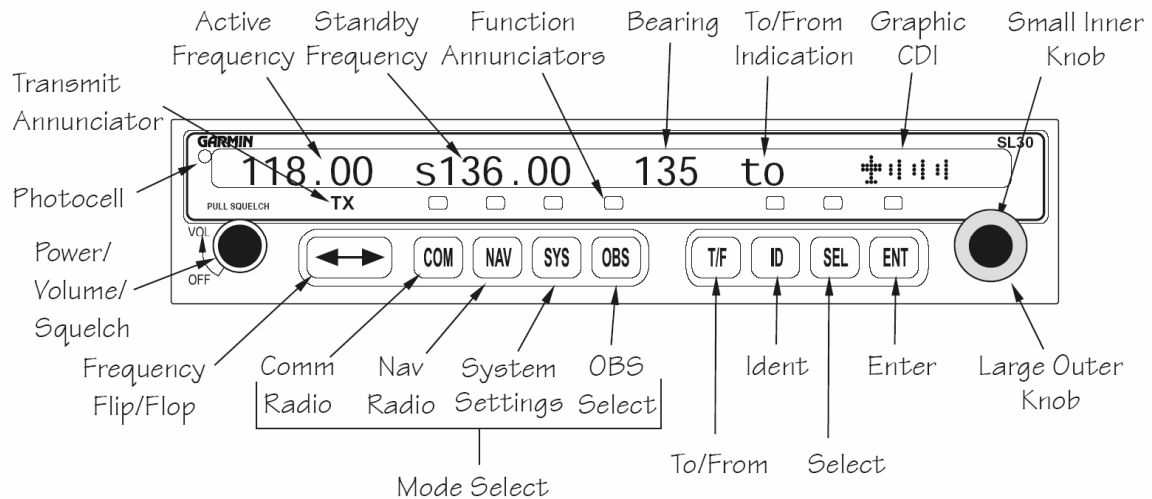 Active Frequency
Standby Frequency
Function Annunciators
Bearing
To/From Indication
Graphic CDI
Small Inner Knob
Transmit Annunciator
Photocell
Power/ Volume/ Squelch
GARMIN
SL30
118.00 s136.00 135 to
PULL SQUELCH
TX
VOL
OFF
COM NAV SYS OBS T/F ID SEL ENT
Frequency Flip/Flop
Comm Radio
Nav Radio
System Settings
OBS Select
Mode Select
To/From
Ident
Select
Enter
Large Outer Knob